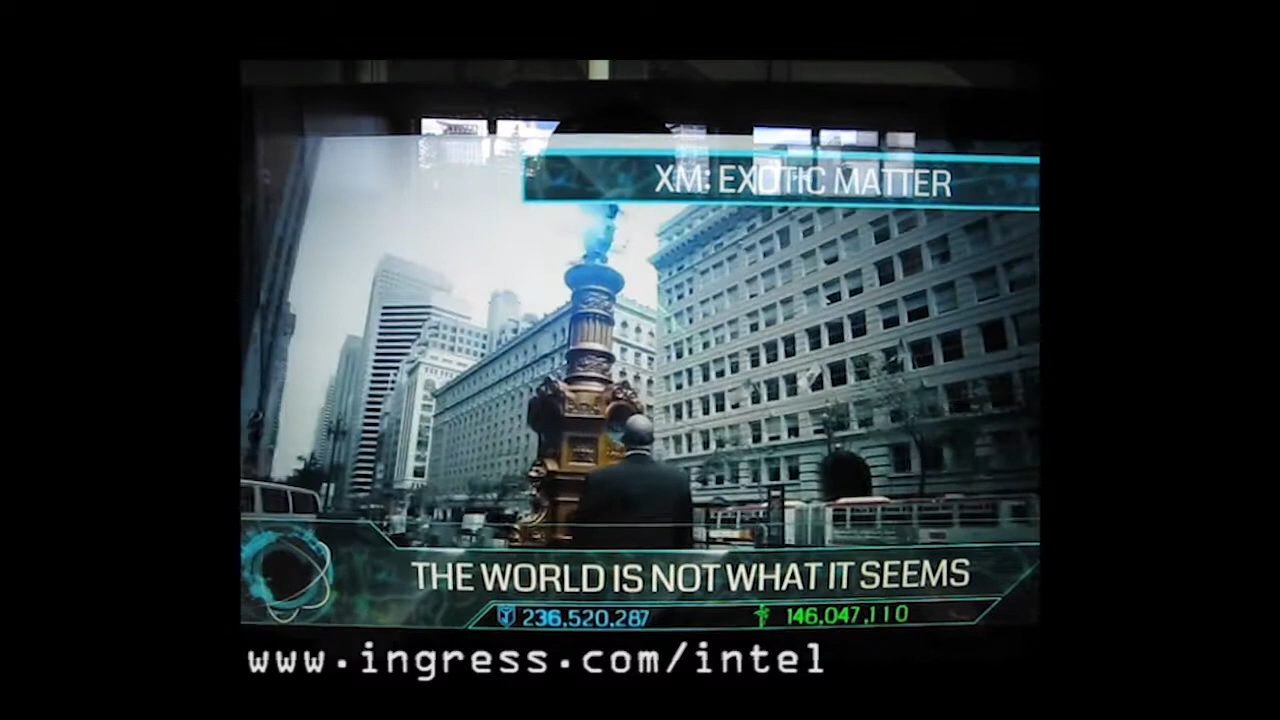 XM: EXOTIC MATTER
THE WORLD IS NOT WHAT IT SEEMS
236,520,287 146,047,110
www.ingress.com/intel